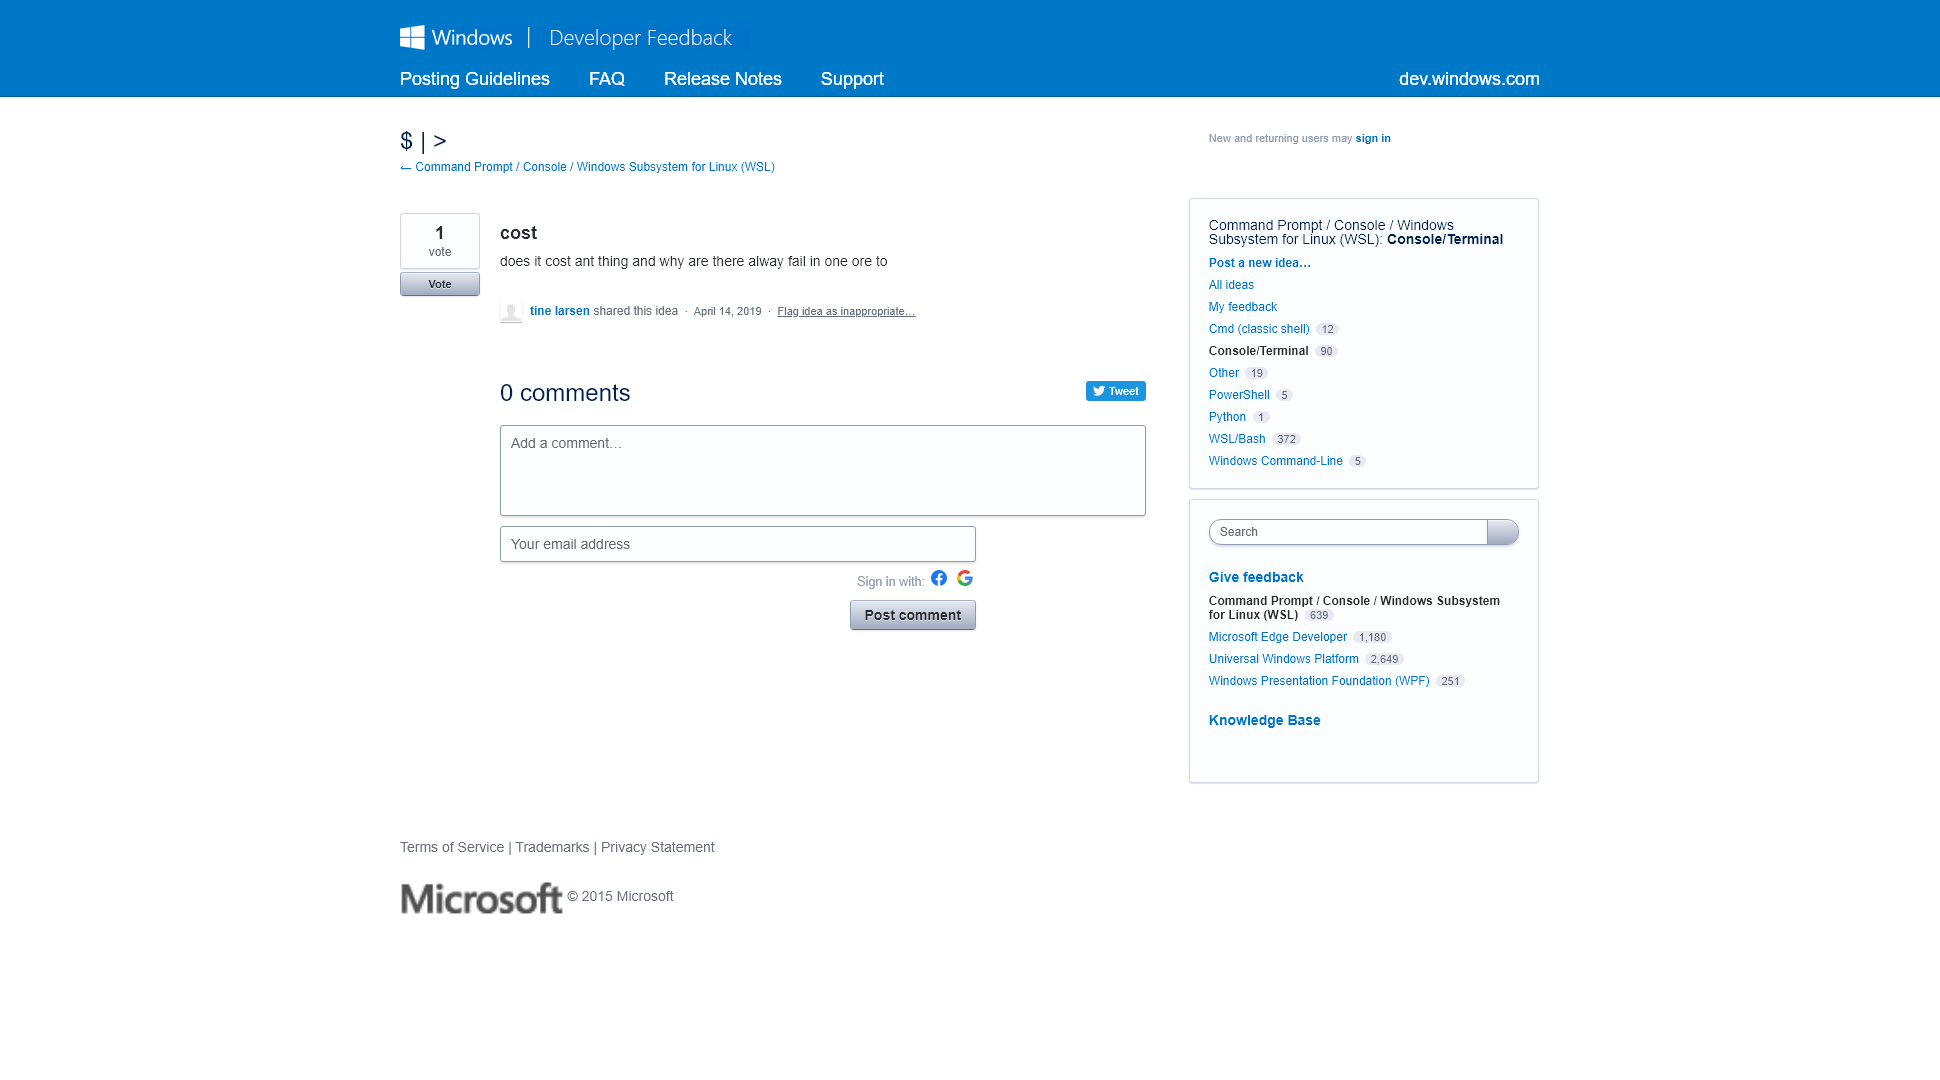 Windows | Developer Feedback
Posting Guidelines FAQ Release Notes Support dev.windows.com
$ | >
← Command Prompt / Console / Windows Subsystem for Linux (WSL)
New and returning users may sign in
1
vote
Vote
cost
does it cost ant thing and why are there alway fail in one ore to
tine larsen shared this idea · April 14, 2019 · Flag idea as inappropriate…
0 comments
Tweet
Add a comment…
Your email address
Sign in with:
Post comment
Command Prompt / Console / Windows
Subsystem for Linux (WSL): Console/Terminal
Post a new idea…
All ideas
My feedback
Cmd (classic shell) 12
Console/Terminal 90
Other 19
PowerShell 5
Python 1
WSL/Bash 372
Windows Command-Line 5
Search
Give feedback
Command Prompt / Console / Windows Subsystem
for Linux (WSL) 639
Microsoft Edge Developer 1,180
Universal Windows Platform 2,649
Windows Presentation Foundation (WPF) 251
Knowledge Base
Terms of Service | Trademarks | Privacy Statement
Microsoft © 2015 Microsoft